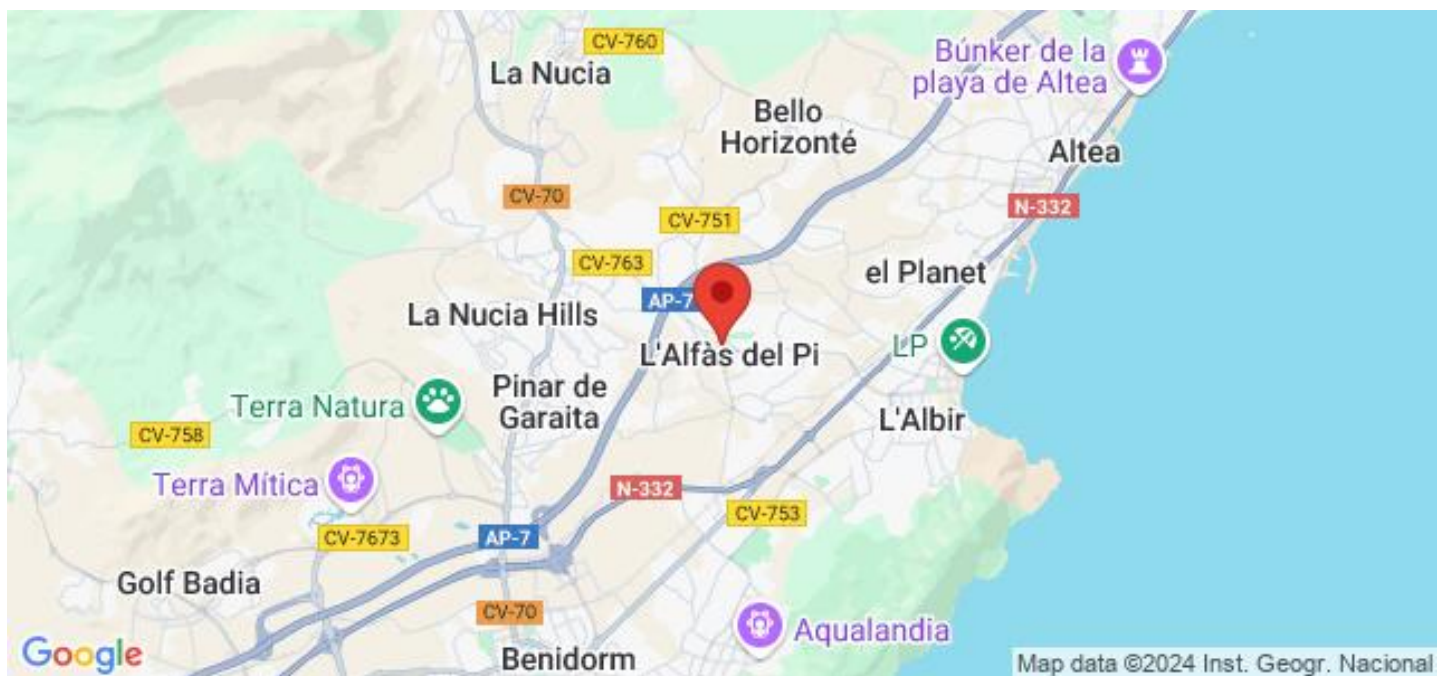 CV-760
La Nucia
Búnker de la
playa de Altea
Bello
Horizonté
Altea
CV-70
N-332
CV-751
CV-763
el Planet
AP-7
La Nucia Hills
LP
L'Alfàs del Pi
Pinar de
Garaita
Terra Natura
L'Albir
CV-758
Terra Mítica
N-332
CV-753
CV-7673
AP-7
Golf Badia
CV-70
Aqualandia
Google
Benidorm
Map data ©2024 Inst. Geogr. Nacional